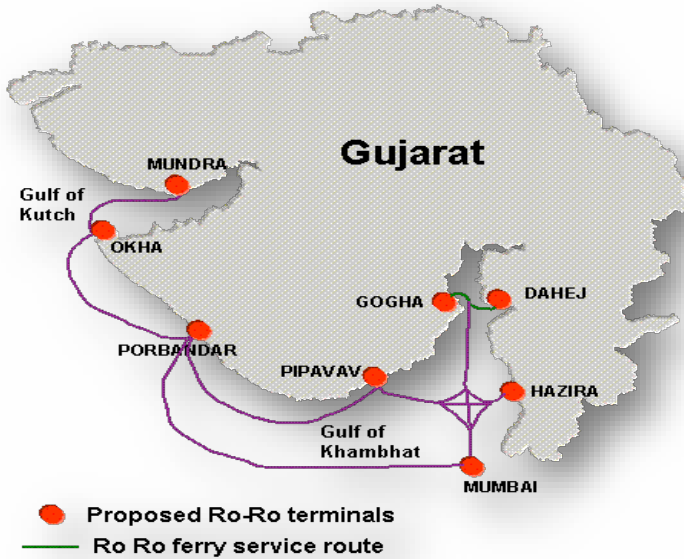 Gujarat
MUNDRA
Gulf of
Kutch
OKHA
GOGHA
DAHEJ
PORBANDAR
PIPAVAV
HAZIRA
Gulf of
Khambhat
MUMBAI
Proposed Ro-Ro terminals
Ro Ro ferry service route